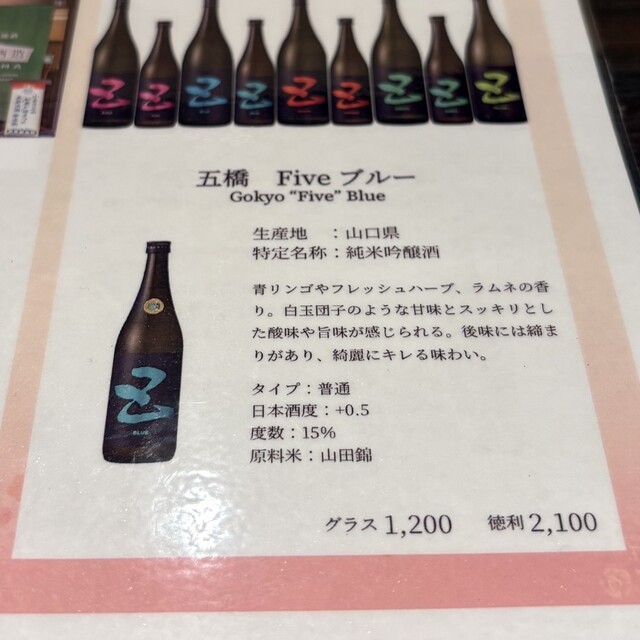 五橋 Five ブルー
Gokyo “Five” Blue
生産地 ：山口県
特定名称：純米吟醸酒
青リンゴやフレッシュハーブ、ラムネの香
り。白玉団子のような甘味とスッキリとし
た酸味や旨味が感じられる。後味には締ま
りがあり、綺麗にキレる味わい。
五
BLUE
タイプ：普通
日本酒度：+0.5
度数：15%
原料米：山田錦
グラス 1,200 徳利 2,100